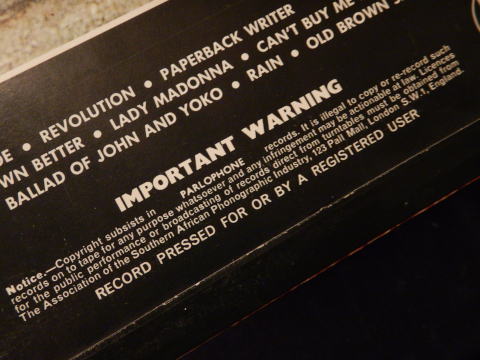 REVOLUTION • PAPERBACK WRITER
BETTER • LADY MADONNA • CAN'T BUY ME
BALLAD OF JOHN AND YOKO • RAIN • OLD BROWN
IMPORTANT WARNING
Notice.—Copyright subsists in PARLOPHONE records. It is illegal to copy or re-record such
records on to tape for any purpose whatsoever and any infringement may be actionable at law. Licences
for the public performance or broadcasting of records direct from turntables must be obtained from
The Association of the Southern African Phonographic Industry, 123 Pall Mall, London S.W.1. England.
RECORD PRESSED FOR OR BY A REGISTERED USER